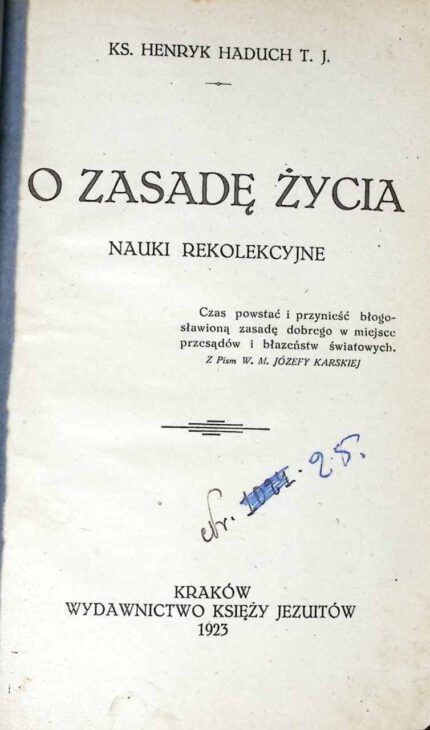 KS. HENRYK HADUCH T. J.
O ZASADĘ ŻYCIA
NAUKI REKOLEKCYJNE
Czas powstać i przynieść błogo-
sławioną zasadę dobrego w miejsce
przesądów i błazeństw światowych.
Z Pism W. M. JÓZEFY KARSKIEJ
25.
KRAKÓW
WYDAWNICTWO KSIĘŻY JEZUITÓW
1923